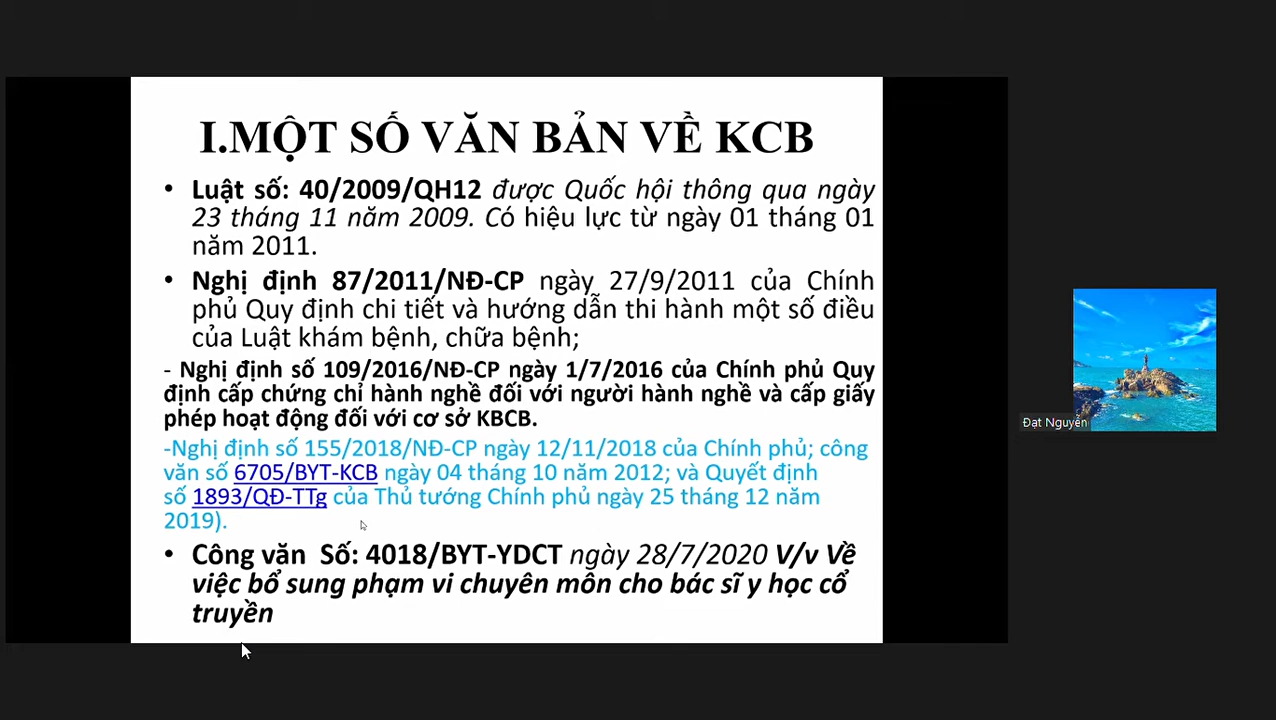 I.MỘT SỐ VĂN BẢN VỀ KCB
• Luật số: 40/2009/QH12 được Quốc hội thông qua ngày
23 tháng 11 năm 2009. Có hiệu lực từ ngày 01 tháng 01
năm 2011.
• Nghị định 87/2011/NĐ-CP ngày 27/9/2011 của Chính
phủ Quy định chi tiết và hướng dẫn thi hành một số điều
của Luật khám bệnh, chữa bệnh;
- Nghị định số 109/2016/NĐ-CP ngày 1/7/2016 của Chính phủ Quy
định cấp chứng chỉ hành nghề đối với người hành nghề và cấp giấy
phép hoạt động đối với cơ sở KBCB.
-Nghị định số 155/2018/NĐ-CP ngày 12/11/2018 của Chính phủ; công
văn số 6705/BYT-KCB ngày 04 tháng 10 năm 2012; và Quyết định
số 1893/QĐ-TTg của Thủ tướng Chính phủ ngày 25 tháng 12 năm
2019).
• Công văn Số: 4018/BYT-YDCT ngày 28/7/2020 V/v Về
việc bổ sung phạm vi chuyên môn cho bác sĩ y học cổ
truyền
Đạt Nguyễn